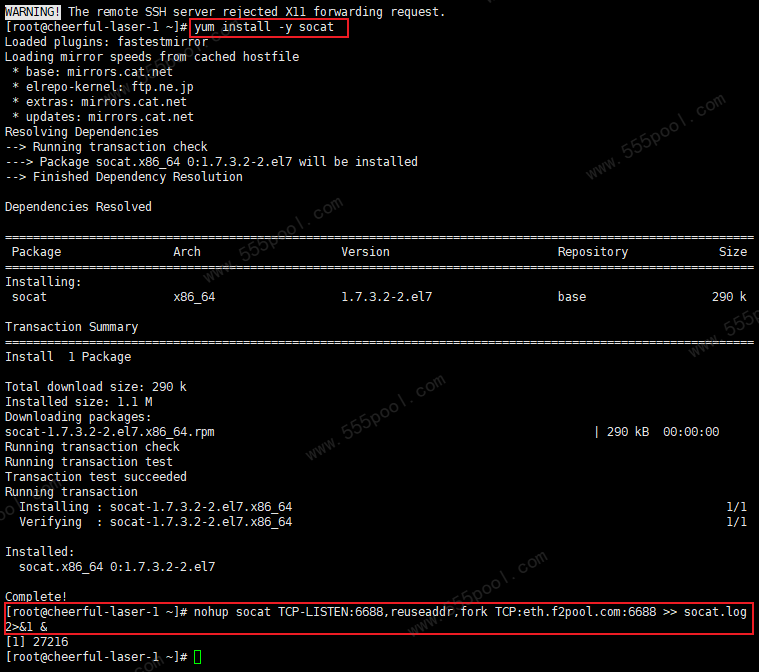 WARNING! The remote SSH server rejected X11 forwarding request.
[root@cheerful-laser-1 ~]# yum install -y socat
Loaded plugins: fastestmirror
Loading mirror speeds from cached hostfile
 * base: mirrors.cat.net
 * elrepo-kernel: ftp.ne.jp
 * extras: mirrors.cat.net
 * updates: mirrors.cat.net
Resolving Dependencies
--> Running transaction check
---> Package socat.x86_64 0:1.7.3.2-2.el7 will be installed
--> Finished Dependency Resolution
Dependencies Resolved
================================================================================
 Package Arch Version Repository Size
================================================================================
Installing:
 socat x86_64 1.7.3.2-2.el7 base 290 k
Transaction Summary
================================================================================
Install  1 Package
Total download size: 290 k
Installed size: 1.1 M
Downloading packages:
socat-1.7.3.2-2.el7.x86_64.rpm | 290 kB  00:00:00
Running transaction check
Running transaction test
Transaction test succeeded
Running transaction
  Installing : socat-1.7.3.2-2.el7.x86_64 1/1
  Verifying  : socat-1.7.3.2-2.el7.x86_64 1/1
Installed:
  socat.x86_64 0:1.7.3.2-2.el7
Complete!
[root@cheerful-laser-1 ~]# nohup socat TCP-LISTEN:6688,reuseaddr,fork TCP:eth.f2pool.com:6688 >> socat.log
2>&1 &
[1] 27216
[root@cheerful-laser-1 ~]#
www.555pool.com
www.555pool.com
www.555pool.com
www.555pool.com